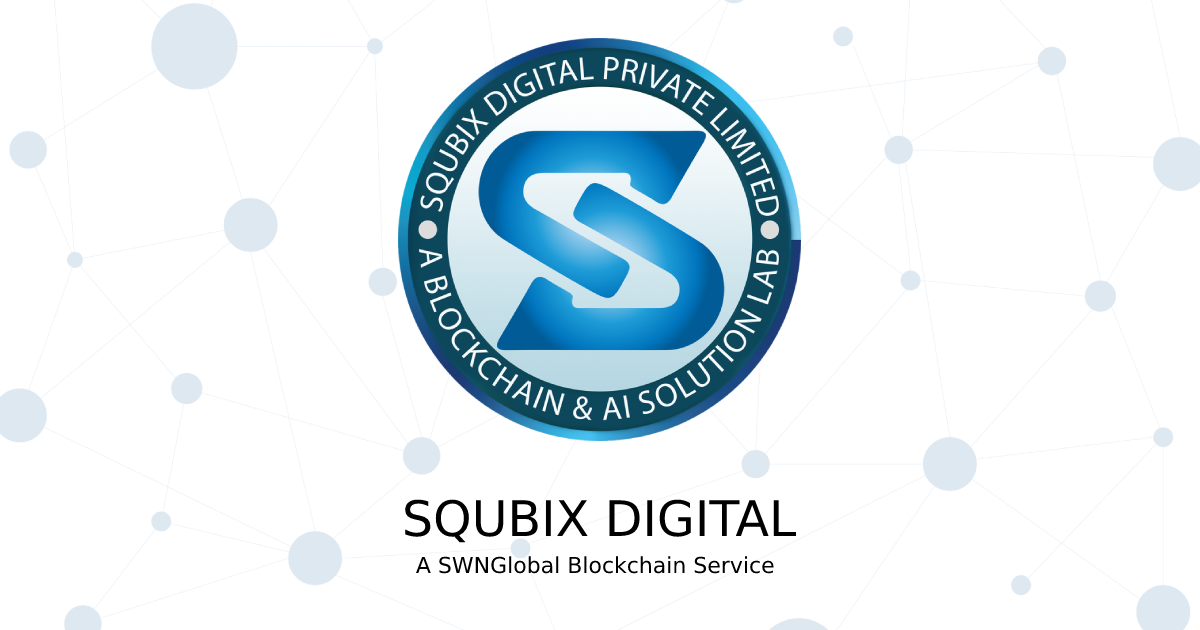 SQUBIX DIGITAL PRIVATE LIMITED
A BLOCKCHAIN & AI SOLUTION LAB
SQUBIX DIGITAL
A SWNGlobal Blockchain Service